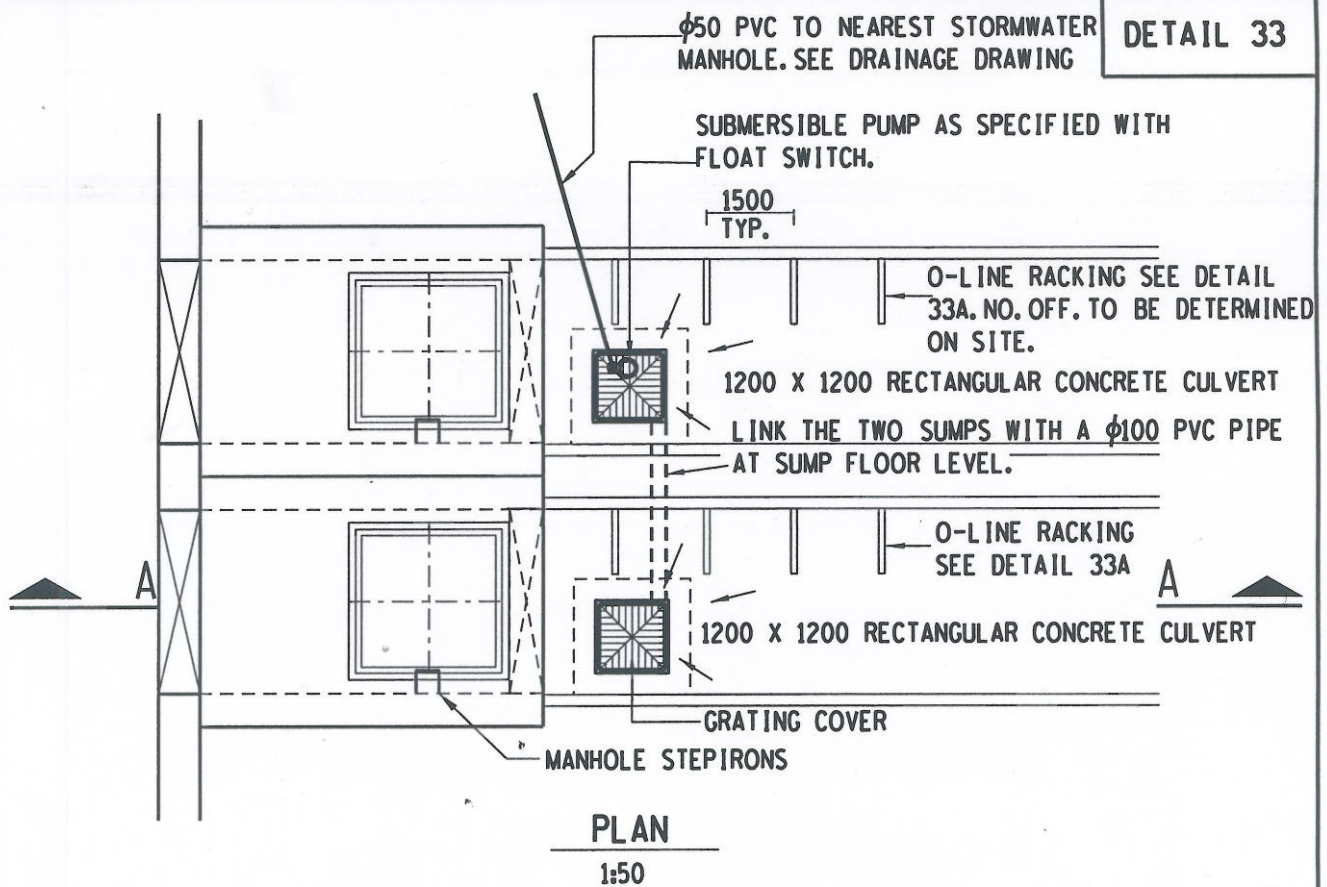 φ50 PVC TO NEAREST STORMWATER
MANHOLE. SEE DRAINAGE DRAWING
DETAIL 33
SUBMERSIBLE PUMP AS SPECIFIED WITH
FLOAT SWITCH.
1500
TYP.
O-LINE RACKING SEE DETAIL
33A. NO. OFF. TO BE DETERMINED
ON SITE.
1200 X 1200 RECTANGULAR CONCRETE CULVERT
LINK THE TWO SUMPS WITH A φ100 PVC PIPE
AT SUMP FLOOR LEVEL.
O-LINE RACKING
SEE DETAIL 33A
A
A
1200 X 1200 RECTANGULAR CONCRETE CULVERT
GRATING COVER
MANHOLE STEPIRONS
PLAN
1:50